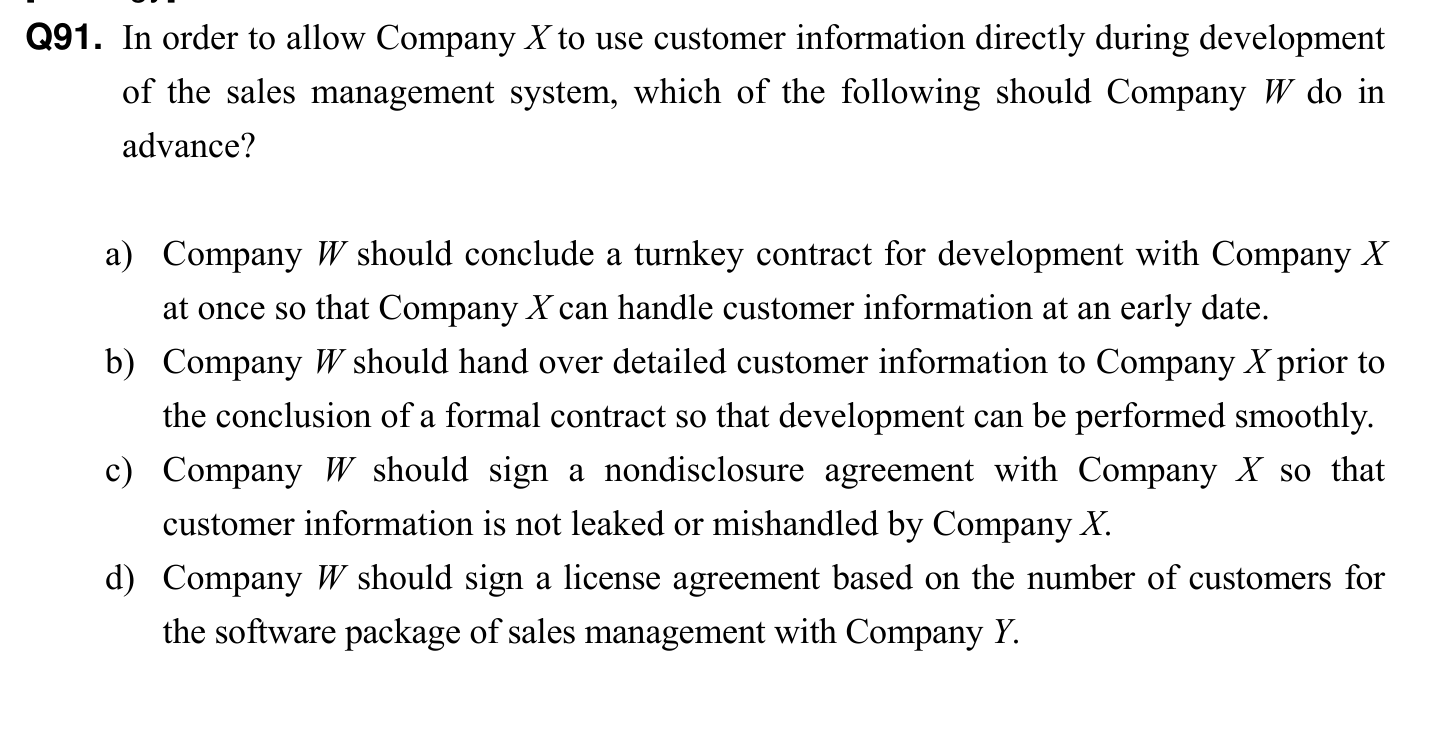 Q91. In order to allow Company X to use customer information directly during development
of the sales management system, which of the following should Company W do in
advance?
a) Company W should conclude a turnkey contract for development with Company X
at once so that Company X can handle customer information at an early date.
b) Company W should hand over detailed customer information to Company X prior to
the conclusion of a formal contract so that development can be performed smoothly.
c) Company W should sign a nondisclosure agreement with Company X so that
customer information is not leaked or mishandled by Company X.
d) Company W should sign a license agreement based on the number of customers for
the software package of sales management with Company Y.